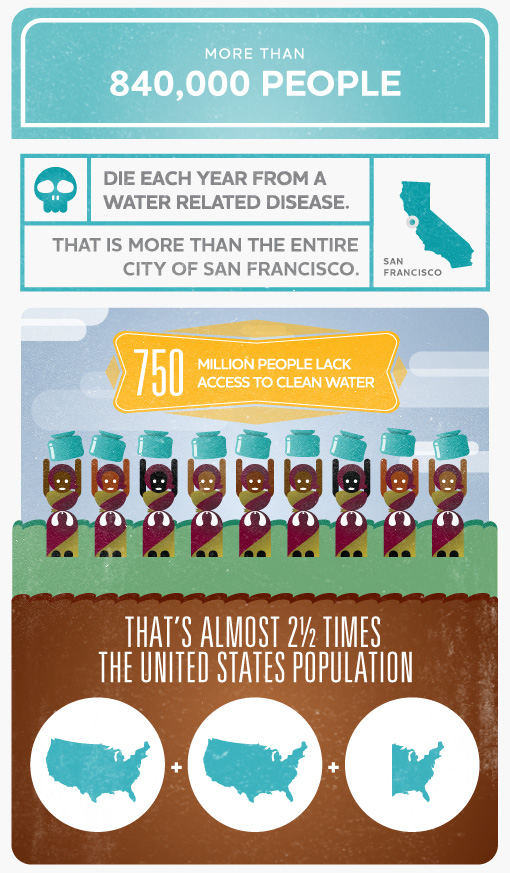 MORE THAN
840,000 PEOPLE
DIE EACH YEAR FROM A
WATER RELATED DISEASE.
THAT IS MORE THAN THE ENTIRE
CITY OF SAN FRANCISCO.
SAN
FRANCISCO
750 MILLION PEOPLE LACK
ACCESS TO CLEAN WATER
THAT'S ALMOST 2½ TIMES
THE UNITED STATES POPULATION
+ +